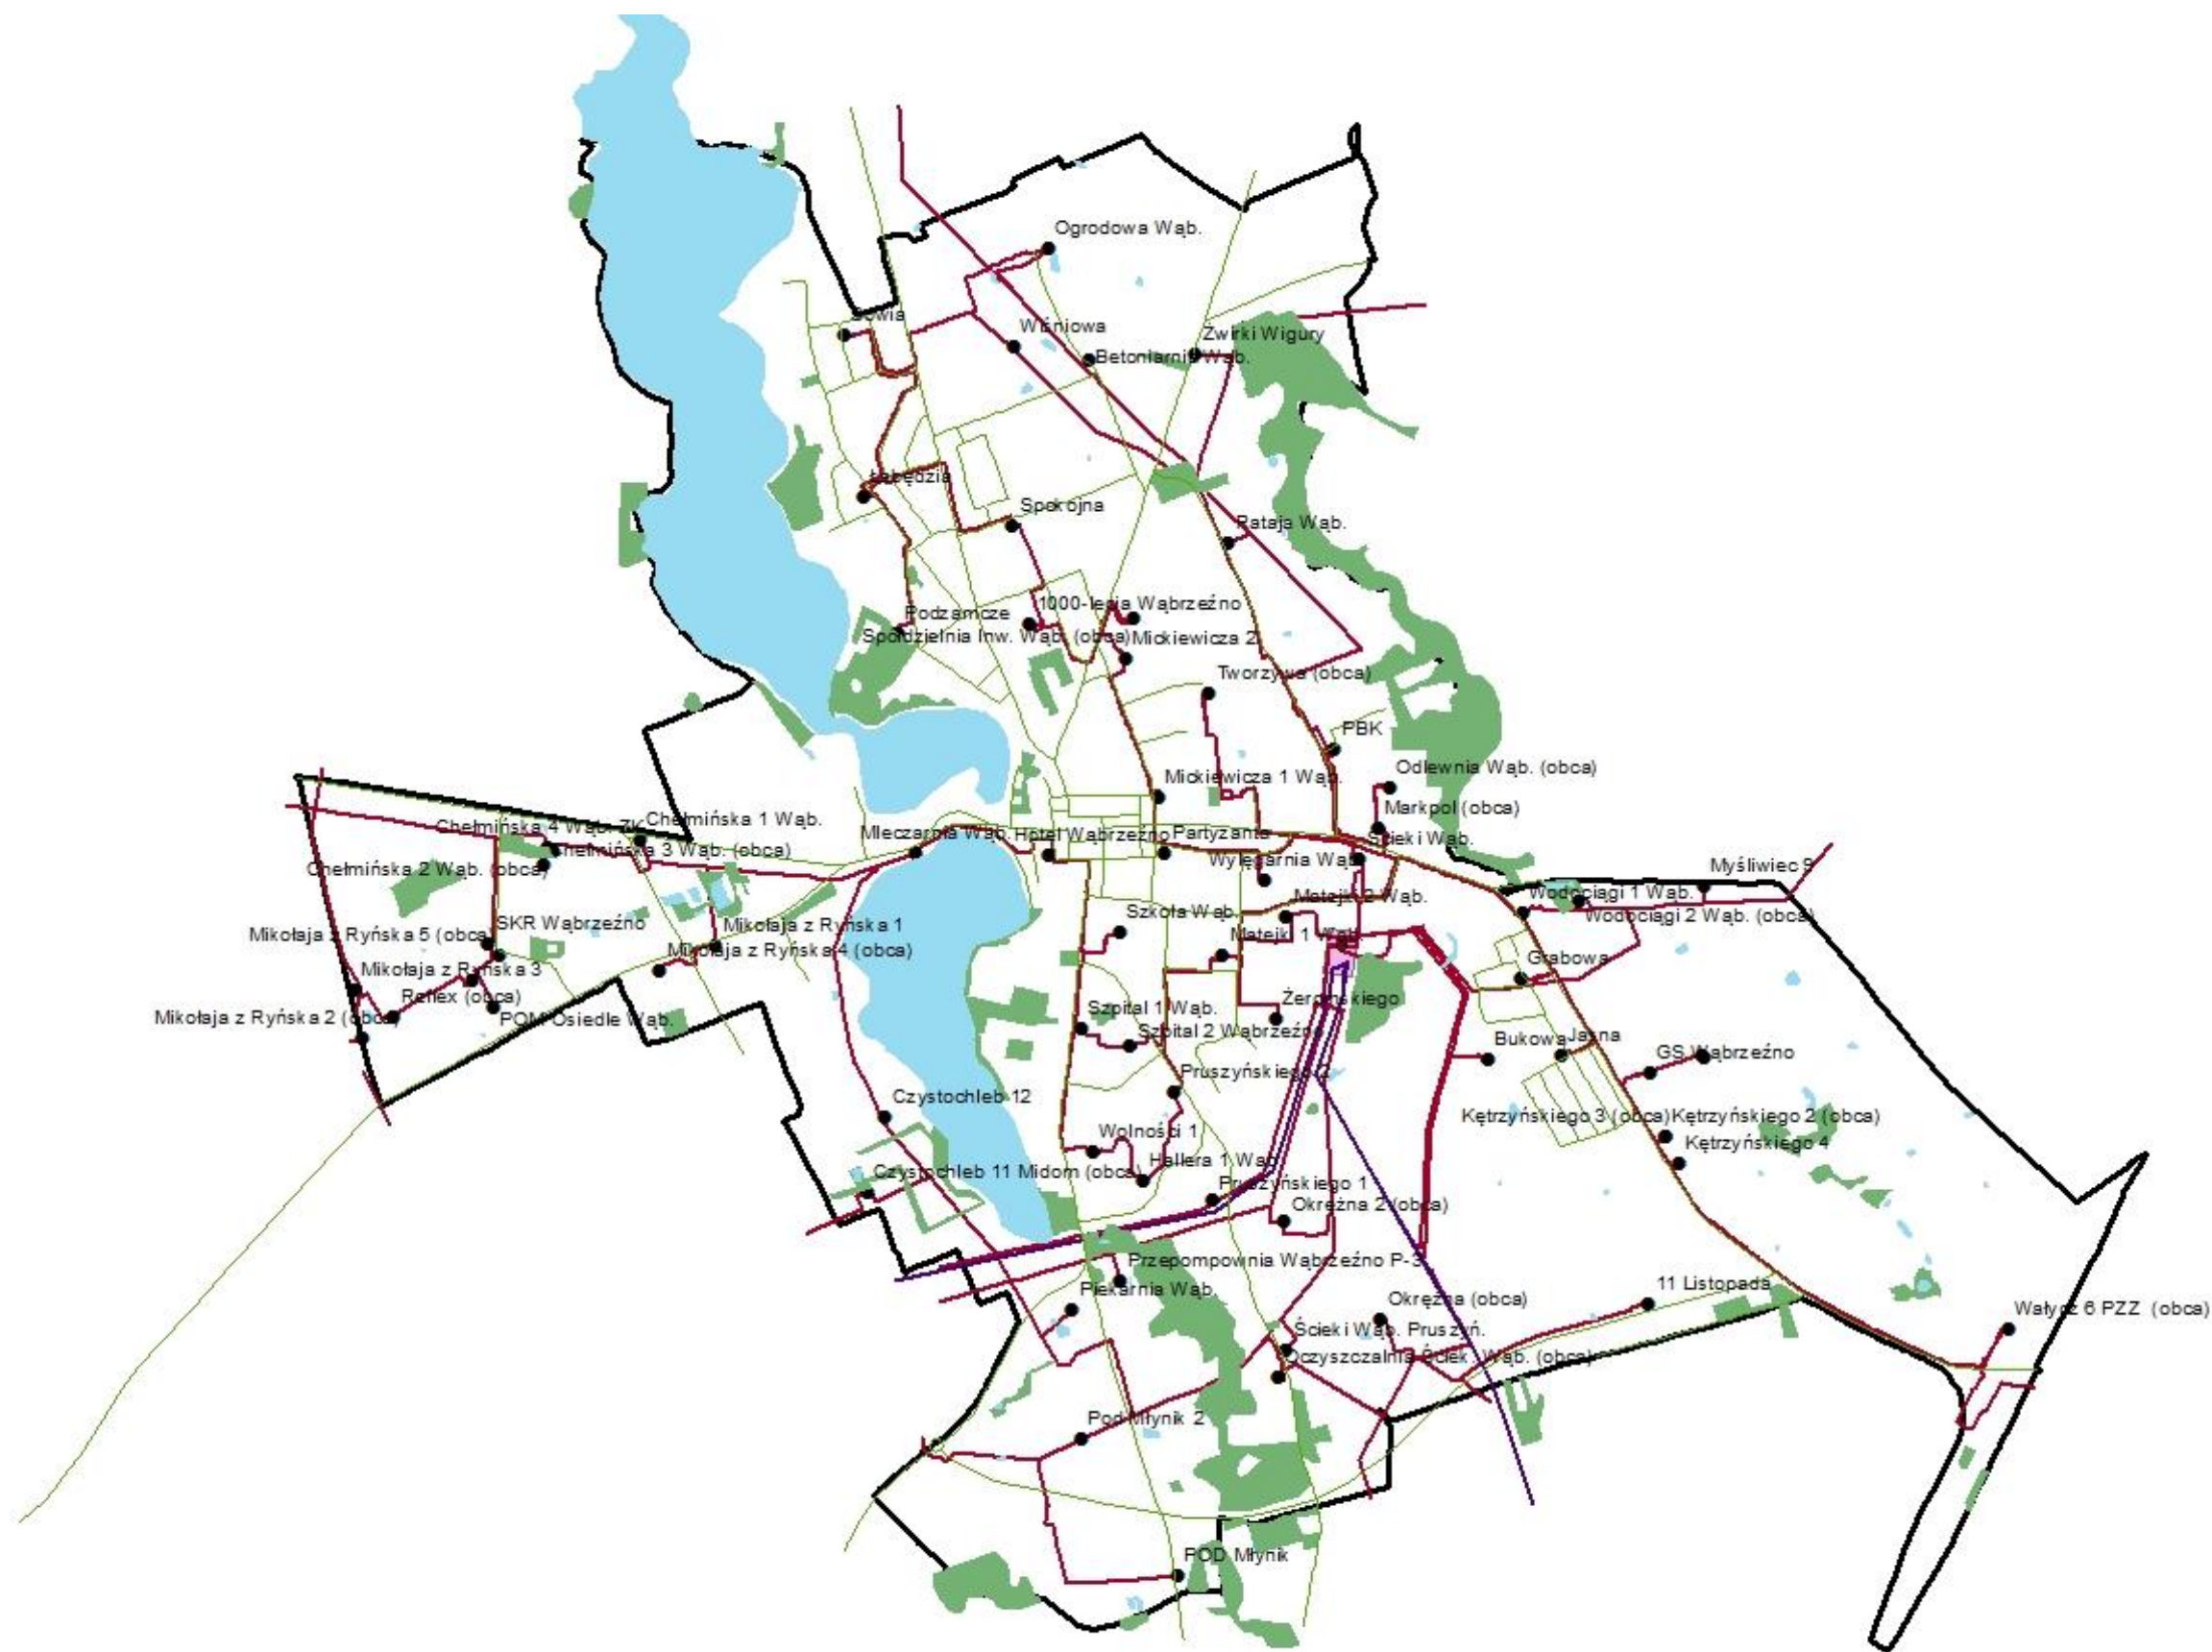 Ogrodowa Wąb.
Wiśniowa
Żwirki Wigury
Betoniarnia Wąb.
Łabędzia
Spokojna
Rataja Wąb.
1000-lecia Wąbrzeźno
Podzamcze
Spółdzielnia Inw. Wąb. (obca)
Mickiewicza 2
Tworzywa (obca)
PBK
Odlewnia Wąb. (obca)
Mickiewicza 1 Wąb.
Markpol (obca)
Chełmińska 1 Wąb.
Chełmińska 4 Wąb. ZK
Mleczarnia Wąb.
Hotel Wąbrzeźno
Partyzanta
Ścieki Wąb.
Chełmińska 3 Wąb. (obca)
Chełmińska 2 Wąb. (obca)
Wylęgarnia Wąb.
Myśliwiec 9
Matejki 2 Wąb.
Wodociągi 1 Wąb.
Wodociągi 2 Wąb. (obca)
Szkoła Wąb.
SKR Wąbrzeźno
Mikołaja z Ryńska 1
Mikołaja z Ryńska 5 (obca)
Matejki 1 Wąb.
Mikołaja z Ryńska 4 (obca)
Grabowa
Mikołaja z Ryńska 3
Reflex (obca)
Żeromskiego
Szpital 1 Wąb.
Mikołaja z Ryńska 2 (obca)
POM Osiedle Wąb.
Szpital 2 Wąbrzeźno
Bukowa
Jasna
GS Wąbrzeźno
Pruszyńskiego 2
Czystochleb 12
Kętrzyńskiego 3 (obca)
Kętrzyńskiego 2 (obca)
Wolności 1
Kętrzyńskiego 4
Hallera 1 Wąb.
Czystochleb 11 Midom (obca)
Pruszyńskiego 1
Okrężna 2 (obca)
Przepompownia Wąbrzeźno P-3
Piekarnia Wąb.
11 Listopada
Okrężna (obca)
Wałycz 6 PZZ (obca)
Ścieki Wąb. Pruszyń.
Oczyszczalnia Ściek. Wąb. (obca)
Pod Młynik 2
POD Młynik